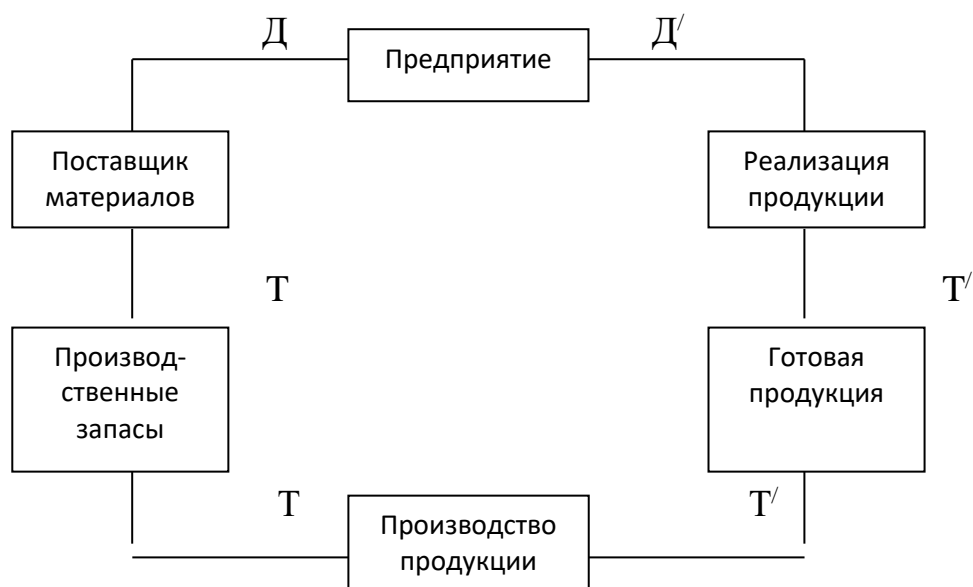 Д
Предприятие
Д/
Поставщик
материалов
Реализация
продукции
Т
Т/
Производ-
ственные
запасы
Готовая
продукция
Т
Производство
продукции
Т/